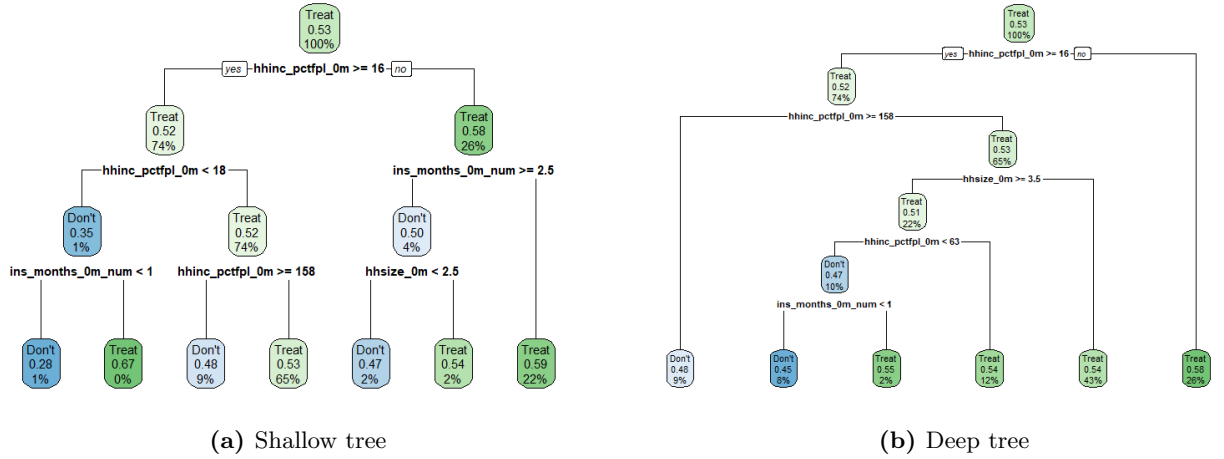 Treat
0.53
100%
yes hhinc_pctfpl_0m >= 16 no
Treat
0.52
74%
Treat
0.58
26%
hhinc_pctfpl_0m < 18
ins_months_0m_num >= 2.5
Don't
0.35
1%
Treat
0.52
74%
Don't
0.50
4%
ins_months_0m_num < 1
hhinc_pctfpl_0m >= 158
hhsize_0m < 2.5
Don't
0.28
1%
Treat
0.67
0%
Don't
0.48
9%
Treat
0.53
65%
Don't
0.47
2%
Treat
0.54
2%
Treat
0.59
22%
(a) Shallow tree
Treat
0.53
100%
yes hhinc_pctfpl_0m >= 16 no
Treat
0.52
74%
hhinc_pctfpl_0m >= 158
Treat
0.53
65%
hhsize_0m >= 3.5
Treat
0.51
22%
hhinc_pctfpl_0m < 63
Don't
0.47
10%
ins_months_0m_num < 1
Don't
0.48
9%
Don't
0.45
8%
Treat
0.55
2%
Treat
0.54
12%
Treat
0.54
43%
Treat
0.58
26%
(b) Deep tree